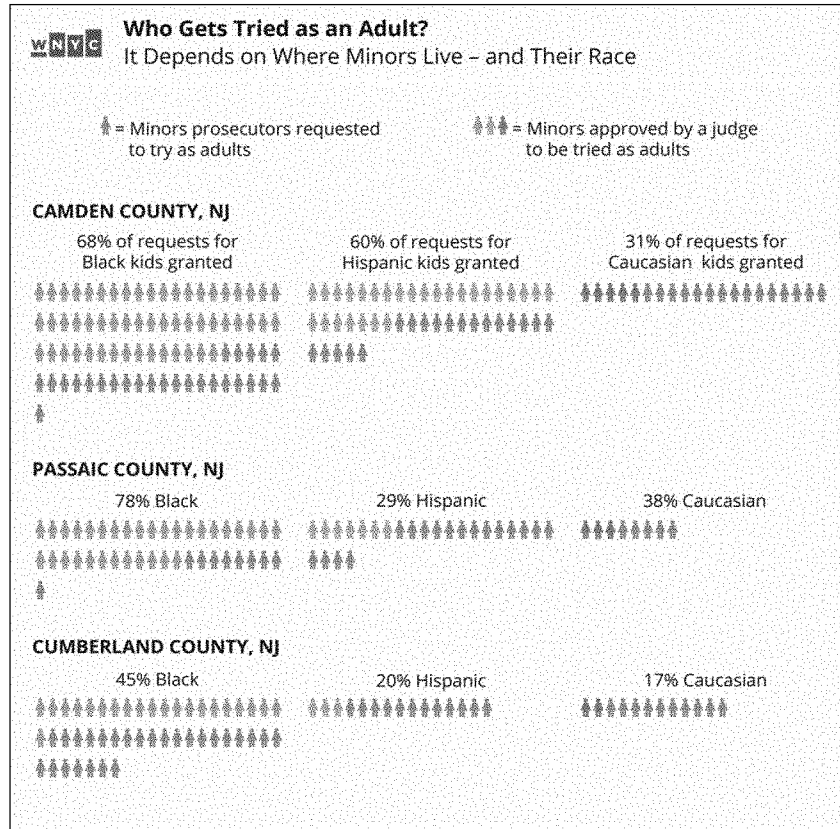 WNYC
Who Gets Tried as an Adult?
It Depends on Where Minors Live – and Their Race
= Minors prosecutors requested
to try as adults
= Minors approved by a judge
to be tried as adults
CAMDEN COUNTY, NJ
68% of requests for
Black kids granted
60% of requests for
Hispanic kids granted
31% of requests for
Caucasian kids granted
PASSAIC COUNTY, NJ
78% Black
29% Hispanic
38% Caucasian
CUMBERLAND COUNTY, NJ
45% Black
20% Hispanic
17% Caucasian